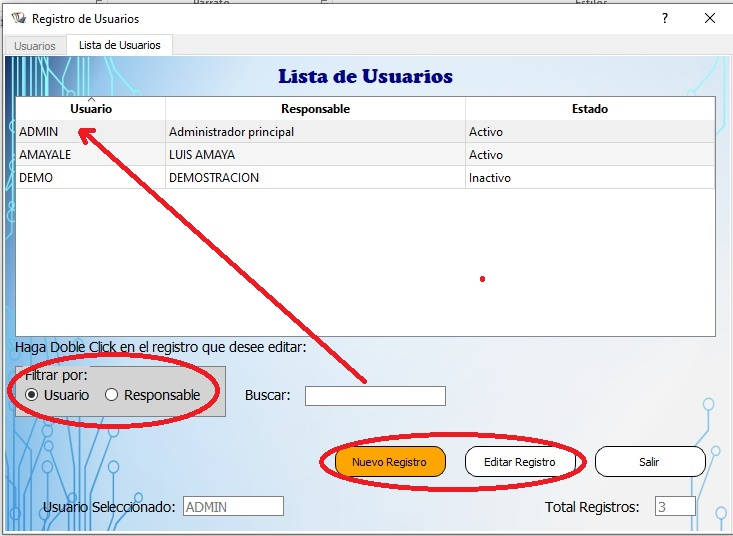 Párrafo
Estilos
Registro de Usuarios
?
Usuarios
Lista de Usuarios
Lista de Usuarios
Usuario Responsable Estado
ADMIN Administrador principal Activo
AMAYALE LUIS AMAYA Activo
DEMO DEMOSTRACION Inactivo
Haga Doble Click en el registro que desee editar:
Filtrar por:
Usuario Responsable Buscar:
Nuevo Registro Editar Registro Salir
Usuario Seleccionado: ADMIN Total Registros: 3